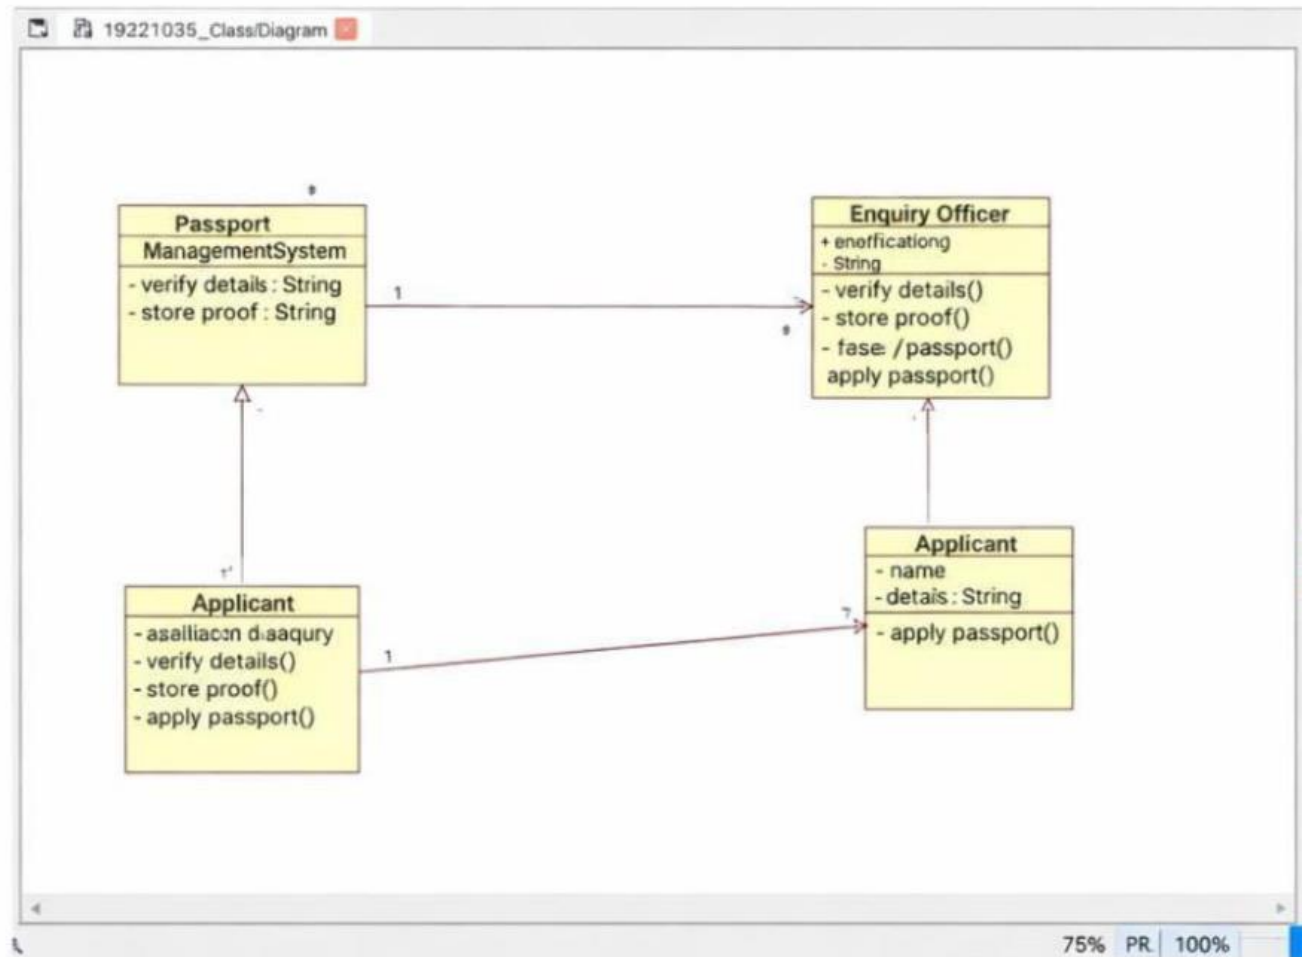 19221035_Class/Diagram
Passport
ManagementSystem
- verify details : String
- store proof : String
1
Enquiry Officer
+ enofficationg
- String
- verify details()
- store proof()
- fase: /passport()
apply passport()
Applicant
- verify details()
- store proof()
- apply passport()
1
Applicant
- name
- details : String
- apply passport()
75% PR 100%